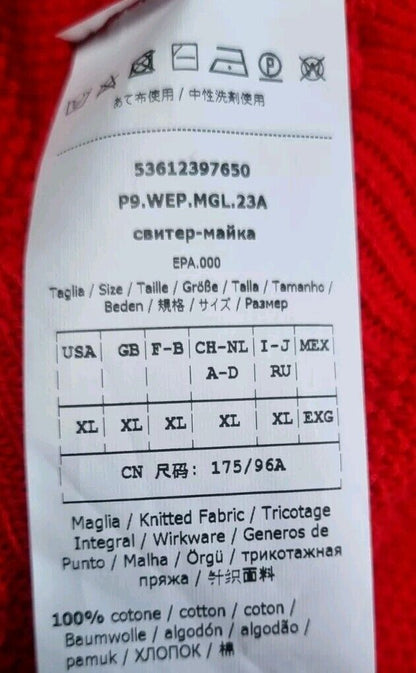 あて布使用 / 中性洗剤使用
53612397650
P9.WEP.MGL.23A
свитер-майка
EPA.000
Taglia / Size / Taille / Größe / Talla / Tamanho /
Beden / 規格 / サイズ / Размер
USA GB F-B CH-NL I-J MEX
A-D RU
XL XL XL XL XL EXG
CN 尺码: 175/96A
Maglia / Knitted Fabric / Tricotage
Integral / Wirkware / Generos de
Punto / Malha / Örgü / трикотажная
пряжа / 针织面料
100% cotone / cotton / coton /
Baumwolle / algodón / algodão /
pamuk / ХЛОПОК / 棉